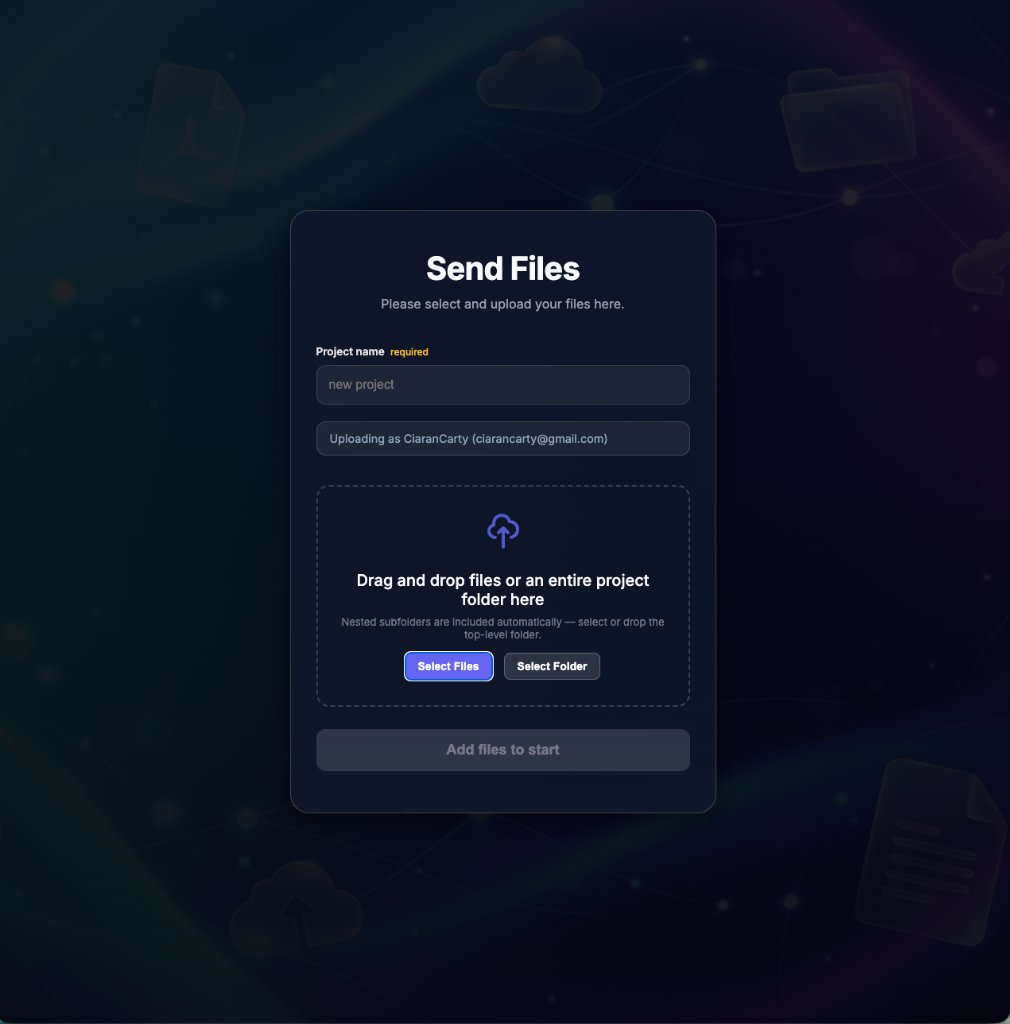 Send Files
Please select and upload your files here.
Project name required
new project
Uploading as CiaranCarty (ciarancarty@gmail.com)
Drag and drop files or an entire project
folder here
Nested subfolders are included automatically — select or drop the
top-level folder.
Select Files Select Folder
Add files to start